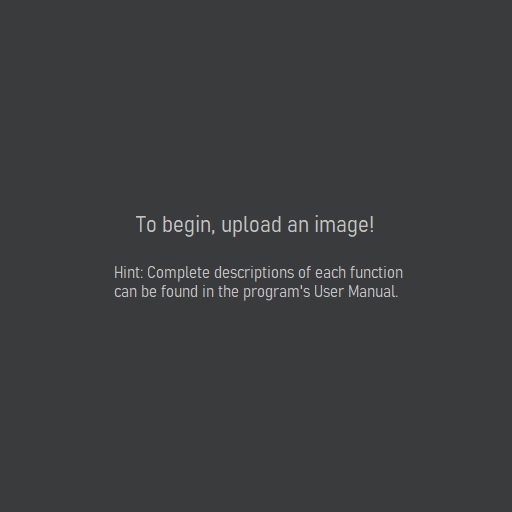 To begin, upload an image!
Hint: Complete descriptions of each function
can be found in the program's User Manual.